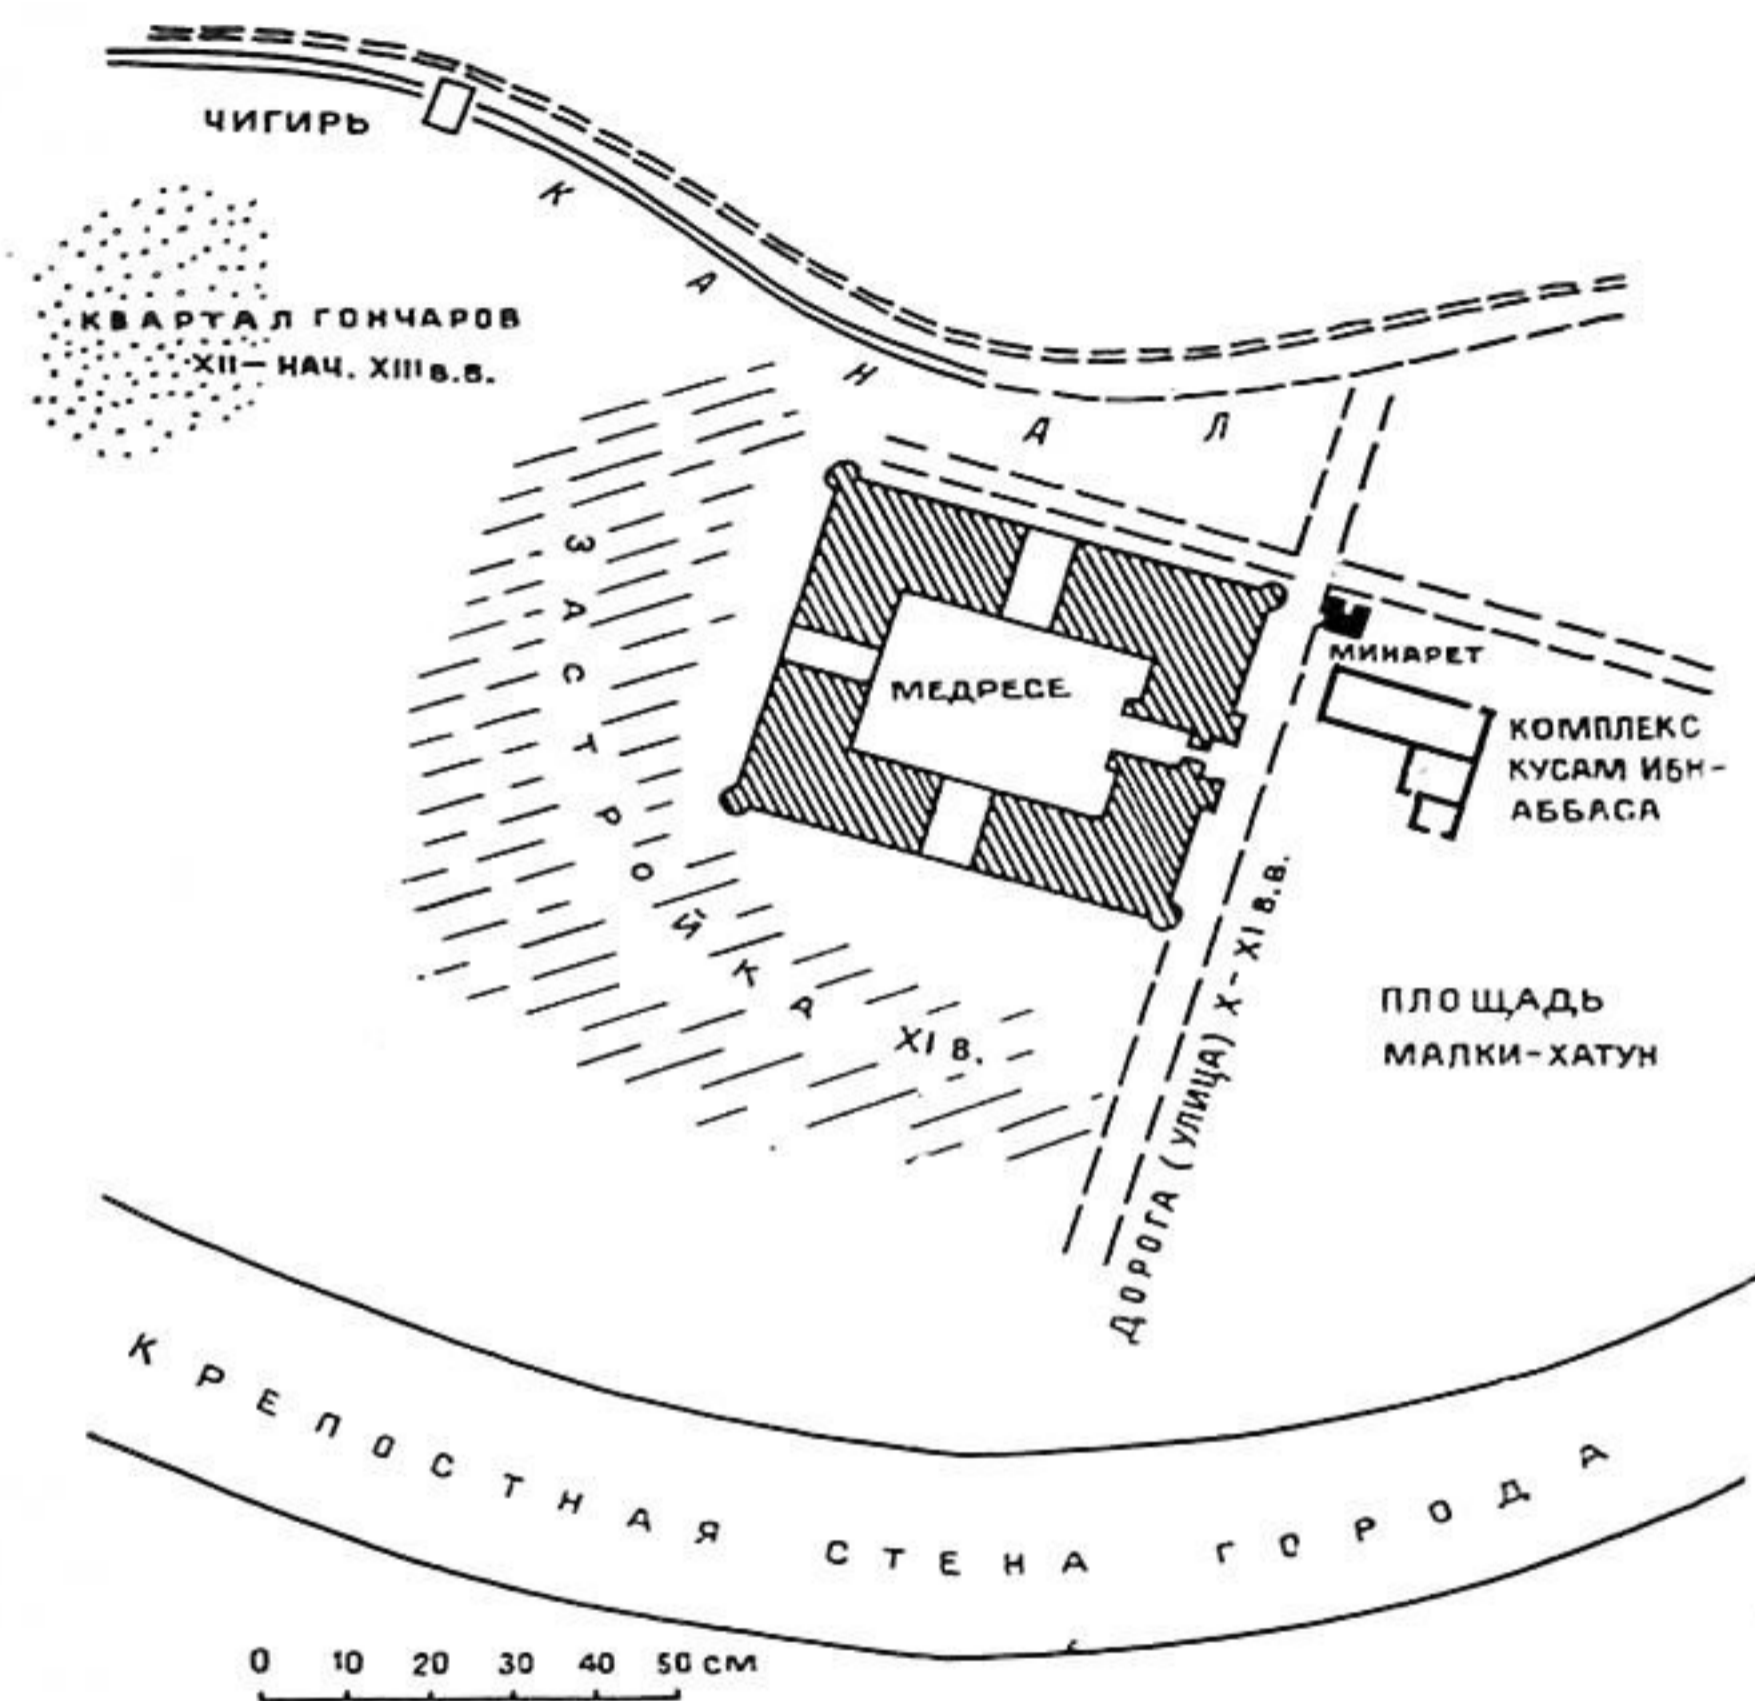 ЧИГИРЬ
КАНАЛ
КВАРТАЛ ГОНЧАРОВ
XII – НАЧ. XIII В.В.
ЗАСТРОЙКА XI В.
МЕДРЕСЕ
МИНАРЕТ
КОМПЛЕКС
КУСАМ ИБН-
АББАСА
ДОРОГА (УЛИЦА) X-XI В.В.
ПЛОЩАДЬ
МАЛКИ-ХАТУН
КРЕПОСТНАЯ СТЕНА ГОРОДА
0 10 20 30 40 50 СМ